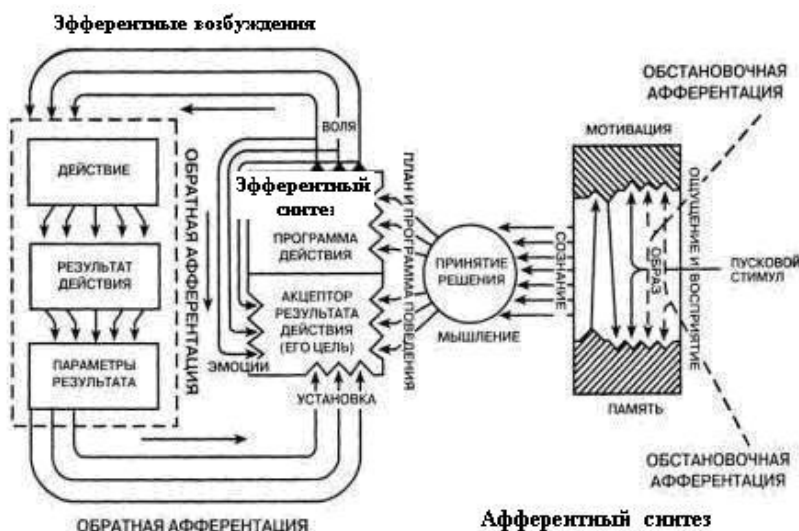 Эфферентные возбуждения
ОБСТАНОВОЧНАЯ
АФФЕРЕНТАЦИЯ
ВОЛЯ
МОТИВАЦИЯ
ДЕЙСТВИЕ
ОБРАТНАЯ АФФЕРЕНТАЦИЯ
Эфферентный
синтез
ПРОГРАММА
ДЕЙСТВИЯ
ПЛАН И ПРОГРАММА ПОВЕДЕНИЯ
ПРИНЯТИЕ
РЕШЕНИЯ
МЫШЛЕНИЕ
СОЗНАНИЕ
ОБРАЗ
ОЩУЩЕНИЕ И ВОСПРИЯТИЕ
ПУСКОВОЙ
СТИМУЛ
РЕЗУЛЬТАТ
ДЕЙСТВИЯ
АКЦЕПТОР
РЕЗУЛЬТАТА
ДЕЙСТВИЯ
(ЕГО ЦЕЛЬ)
ПАРАМЕТРЫ
РЕЗУЛЬТАТА
ЭМОЦИИ
УСТАНОВКА
ПАМЯТЬ
ОБСТАНОВОЧНАЯ
АФФЕРЕНТАЦИЯ
ОБРАТНАЯ АФФЕРЕНТАЦИЯ
Афферентный синтез